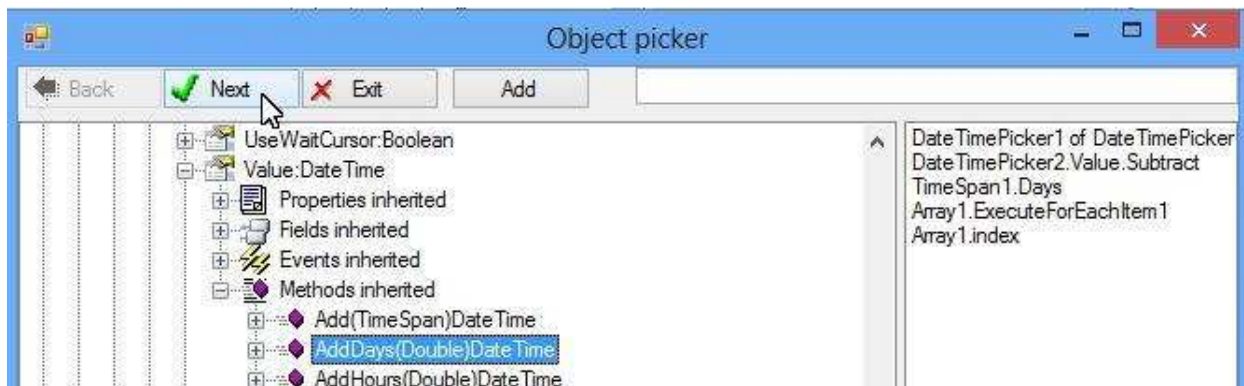 Object picker
Back Next Exit Add
UseWaitCursor:Boolean
Value:DateTime
Properties inherited
Fields inherited
Events inherited
Methods inherited
Add(TimeSpan)DateTime
AddDays(Double)DateTime
AddHours(Double)DateTime
DateTimePicker1 of DateTimePicker
DateTimePicker2.Value.Subtract
TimeSpan1.Days
Array1.ExecuteForEachItem1
Array1.index